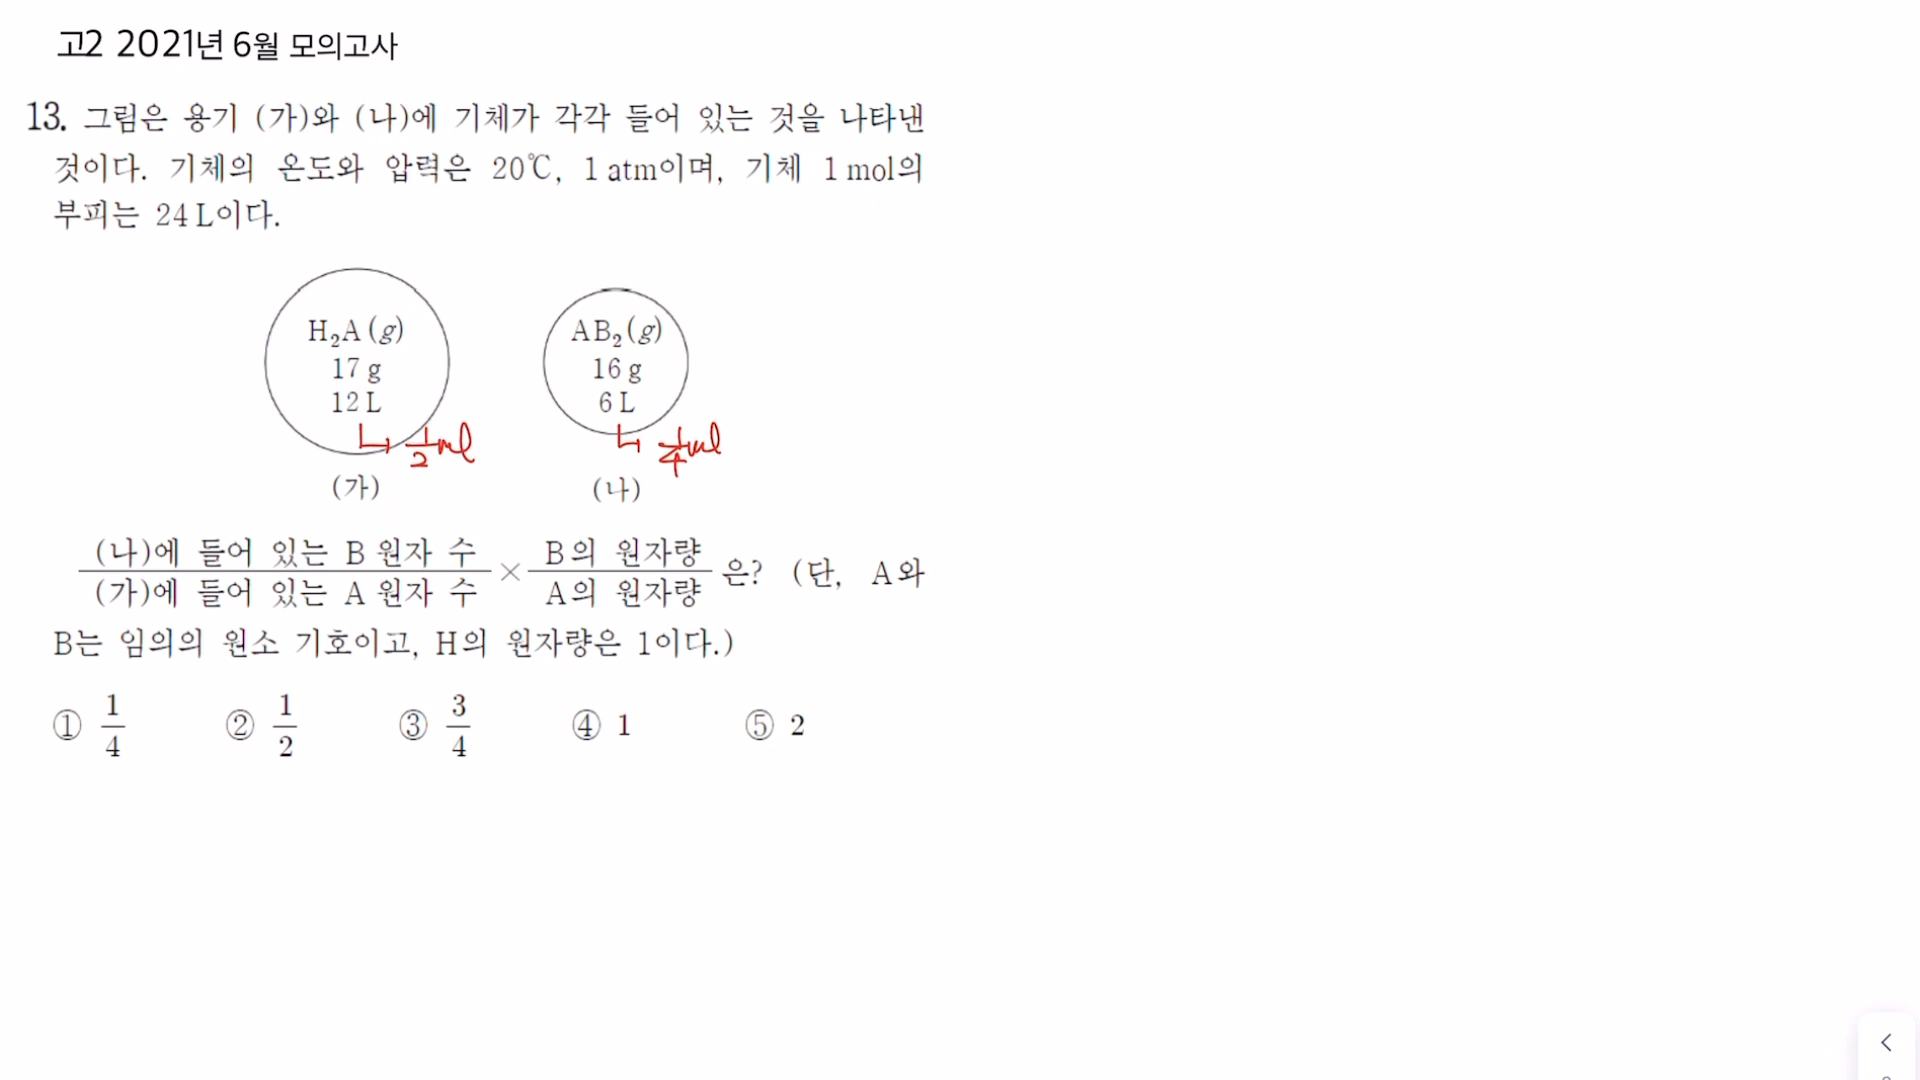 고2 2021년 6월 모의고사
13. 그림은 용기 (가)와 (나)에 기체가 각각 들어 있는 것을 나타낸
것이다. 기체의 온도와 압력은 20℃, 1 atm이며, 기체 1 mol의
부피는 24 L이다.
H₂A(g) AB₂(g)
17 g 16 g
12 L 6 L
1/2 mol 1/4 mol
(가) (나)
(나)에 들어 있는 B 원자 수 B의 원자량
× 은? (단, A와
(가)에 들어 있는 A 원자 수 A의 원자량
B는 임의의 원소 기호이고, H의 원자량은 1이다.)
① 1/4 ② 1/2 ③ 3/4 ④ 1 ⑤ 2